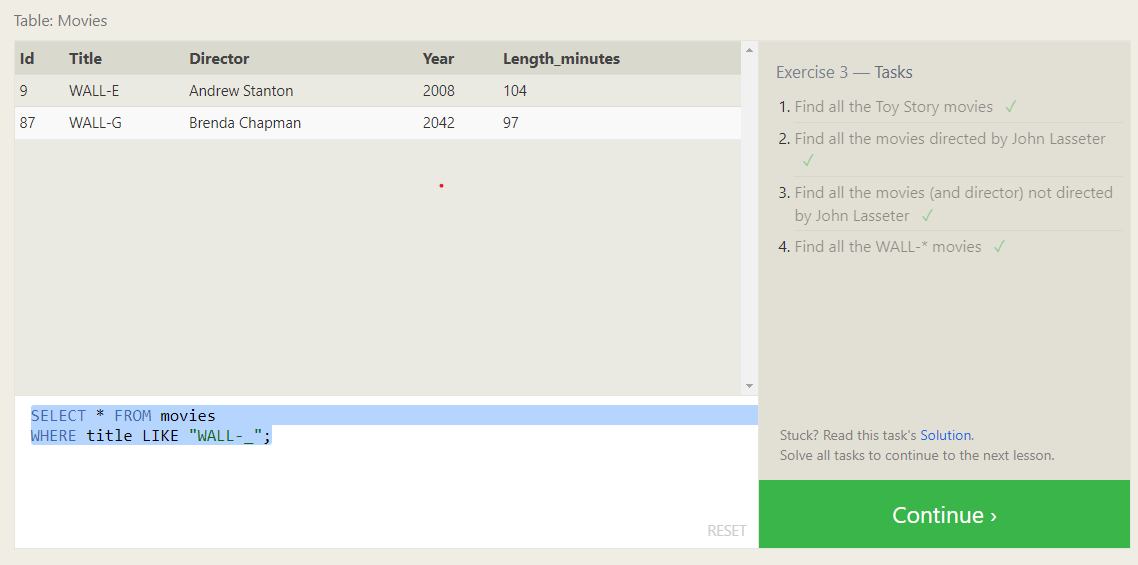 Table: Movies
Id Title Director Year Length_minutes
9 WALL-E Andrew Stanton 2008 104
87 WALL-G Brenda Chapman 2042 97
SELECT * FROM movies
WHERE title LIKE "WALL-_";
RESET
Exercise 3 — Tasks
1. Find all the Toy Story movies ✓
2. Find all the movies directed by John Lasseter
✓
3. Find all the movies (and director) not directed
by John Lasseter ✓
4. Find all the WALL-* movies ✓
Stuck? Read this task's Solution.
Solve all tasks to continue to the next lesson.
Continue ›